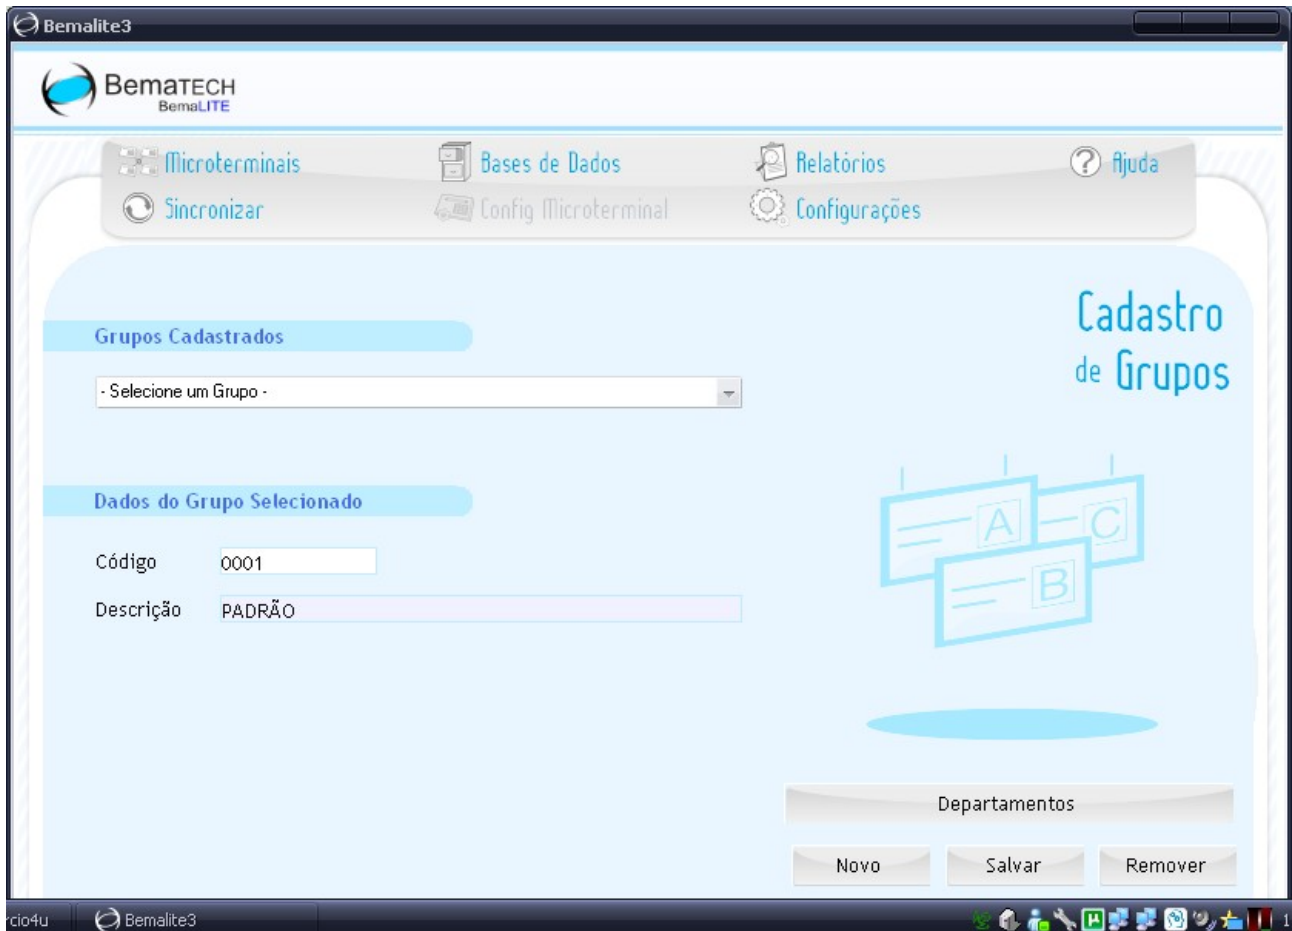 Bemalite3
BEMATECH
BemaLITE
Microterminais
Bases de Dados
Relatórios
Ajuda
Sincronizar
Config Microterminal
Configurações
Cadastro
de Grupos
Grupos Cadastrados
- Selecione um Grupo -
Dados do Grupo Selecionado
Código 0001
Descrição PADRÃO
A
C
B
Departamentos
Novo
Salvar
Remover
rcio4u
Bemalite3
1